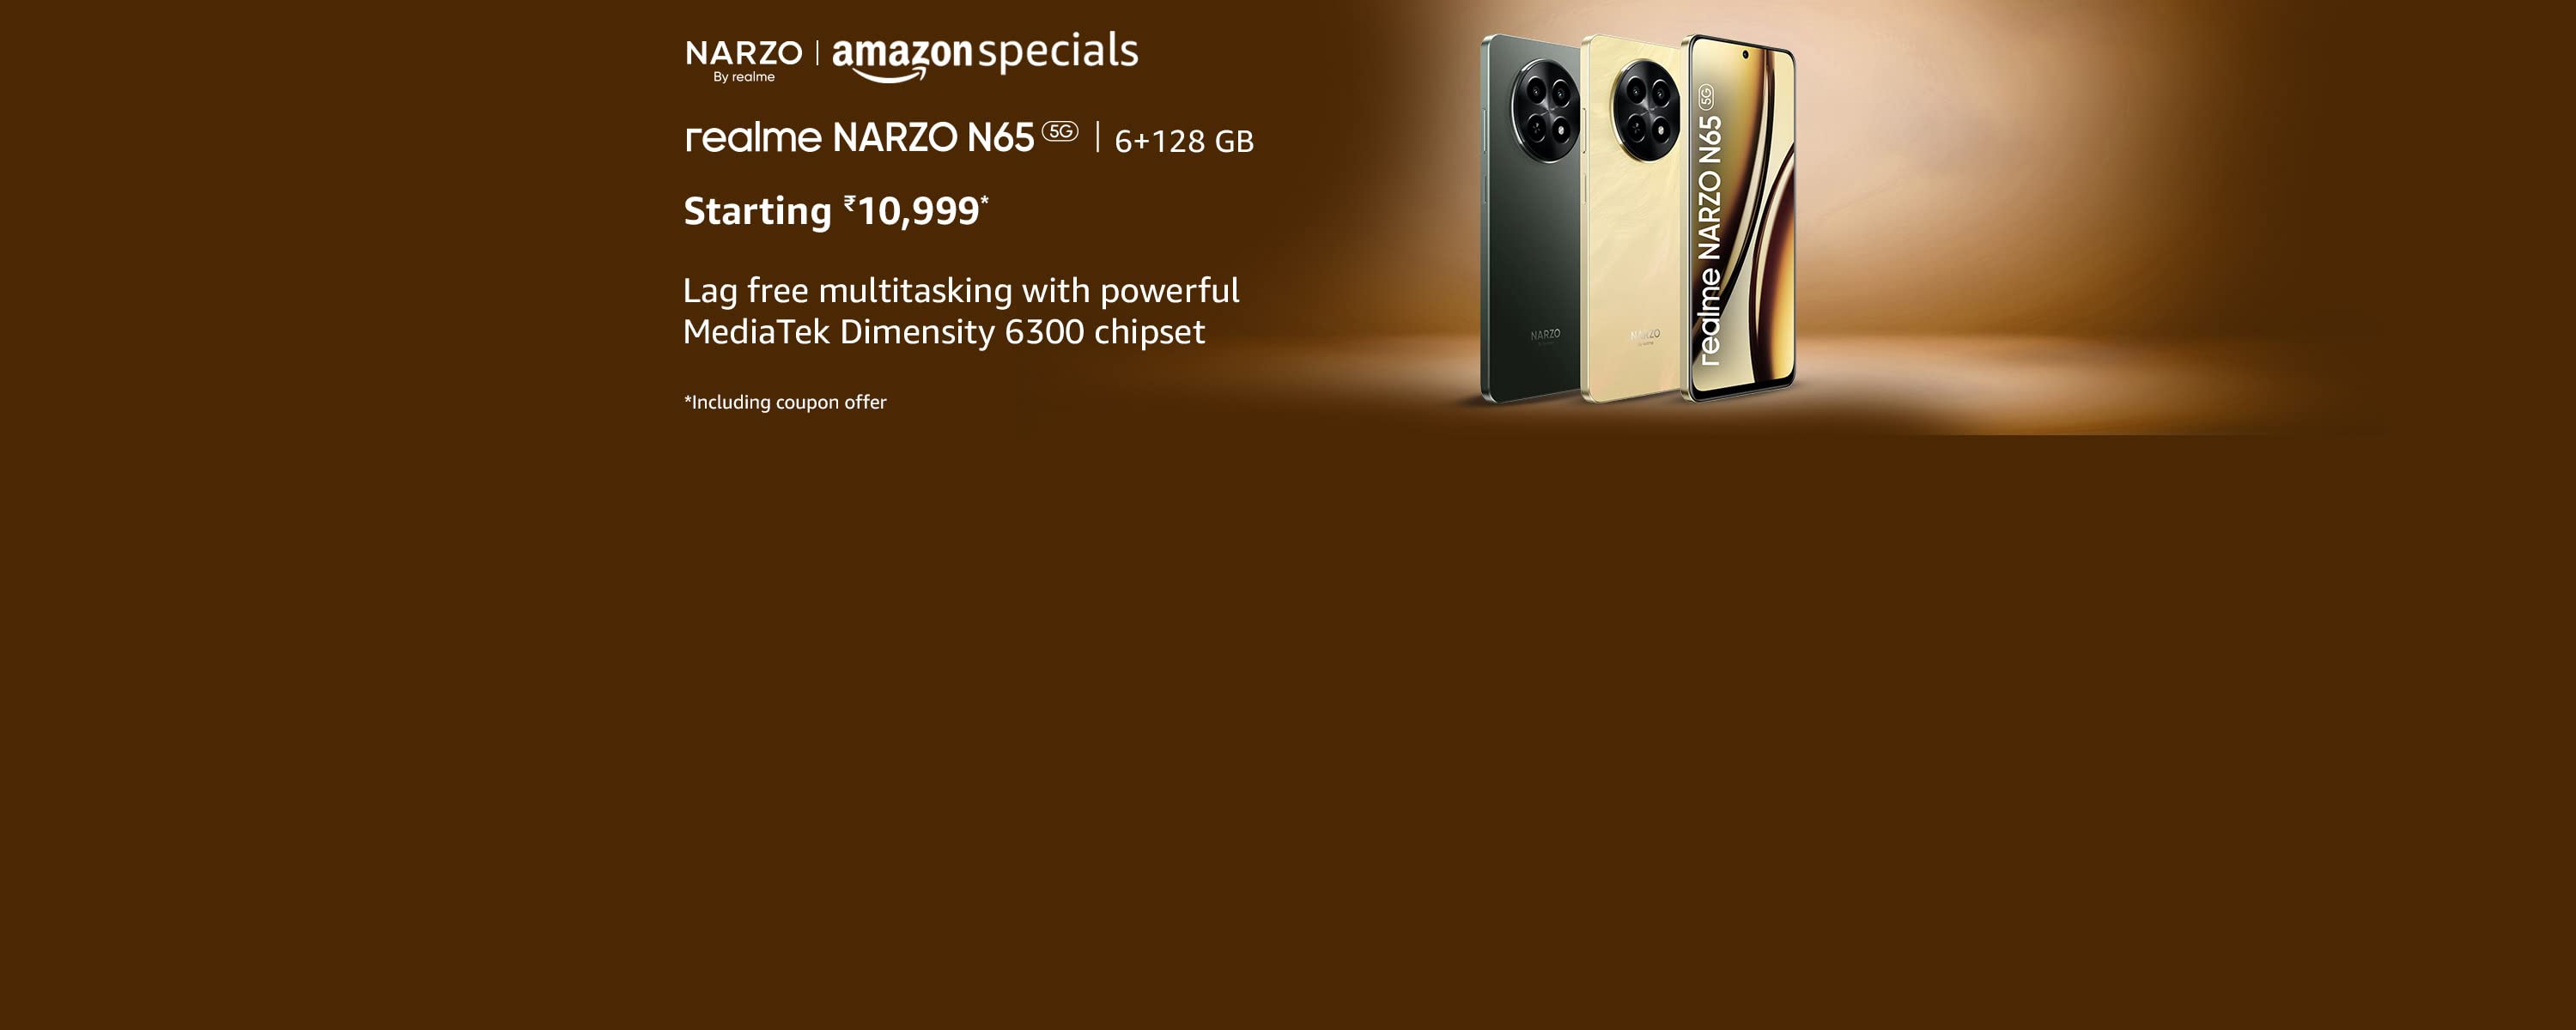 NARZO | amazon specials
By realme
realme NARZO N65 5G | 6+128 GB
Starting ₹10,999*
Lag free multitasking with powerful
MediaTek Dimensity 6300 chipset
*Including coupon offer
NARZO
NARZO
realme NARZO N65 5G